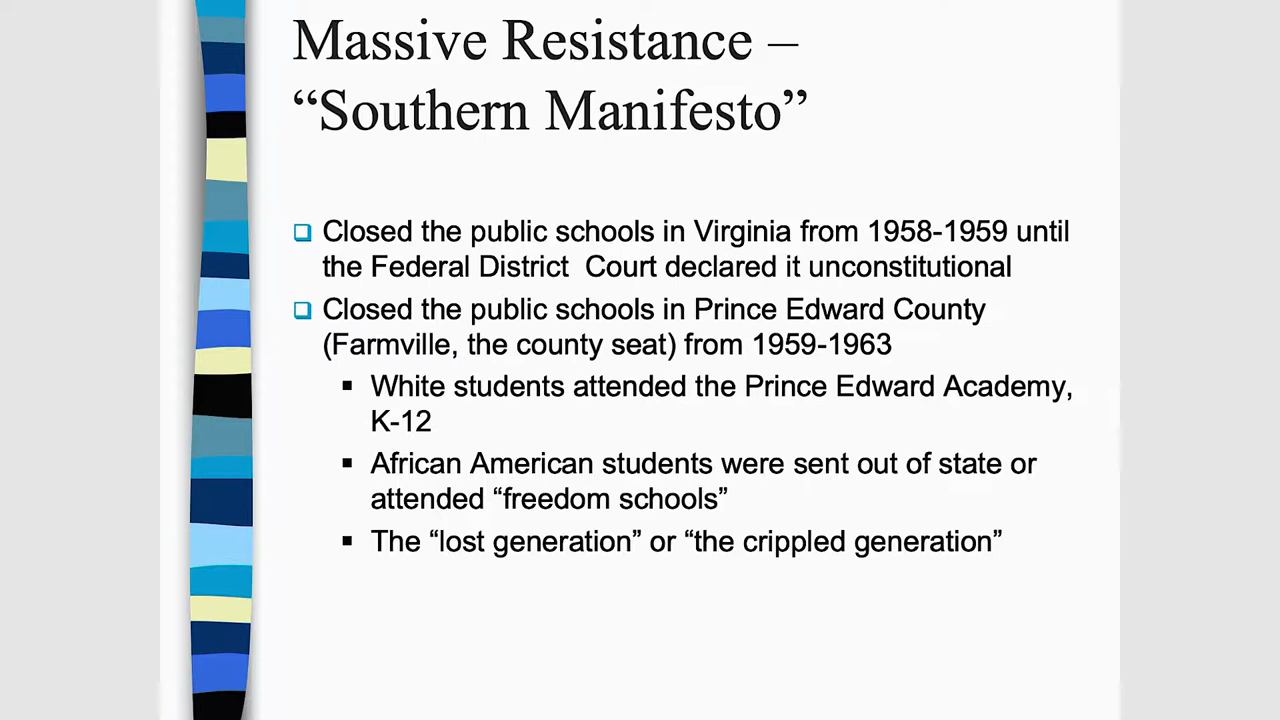 Massive Resistance –
“Southern Manifesto”
Closed the public schools in Virginia from 1958-1959 until
the Federal District  Court declared it unconstitutional
Closed the public schools in Prince Edward County
(Farmville, the county seat) from 1959-1963
White students attended the Prince Edward Academy,
K-12
African American students were sent out of state or
attended “freedom schools”
The “lost generation” or “the crippled generation”